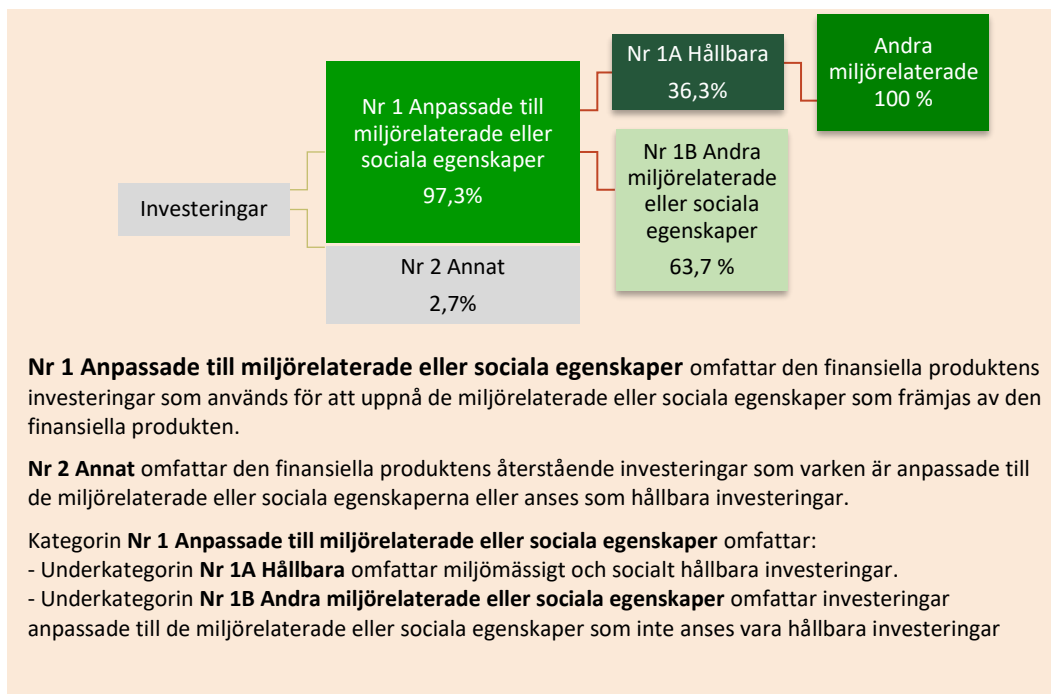 Investeringar
Nr 1 Anpassade till
miljörelaterade eller
sociala egenskaper
97,3%
Nr 2 Annat
2,7%
Nr 1A Hållbara
36,3%
Nr 1B Andra
miljörelaterade
eller sociala
egenskaper
63,7 %
Andra
miljörelaterade
100 %
Nr 1 Anpassade till miljörelaterade eller sociala egenskaper omfattar den finansiella produktens
investeringar som används för att uppnå de miljörelaterade eller sociala egenskaper som främjas av den
finansiella produkten.
Nr 2 Annat omfattar den finansiella produktens återstående investeringar som varken är anpassade till
de miljörelaterade eller sociala egenskaperna eller anses som hållbara investeringar.
Kategorin Nr 1 Anpassade till miljörelaterade eller sociala egenskaper omfattar:
- Underkategorin Nr 1A Hållbara omfattar miljömässigt och socialt hållbara investeringar.
- Underkategorin Nr 1B Andra miljörelaterade eller sociala egenskaper omfattar investeringar
anpassade till de miljörelaterade eller sociala egenskaper som inte anses vara hållbara investeringar